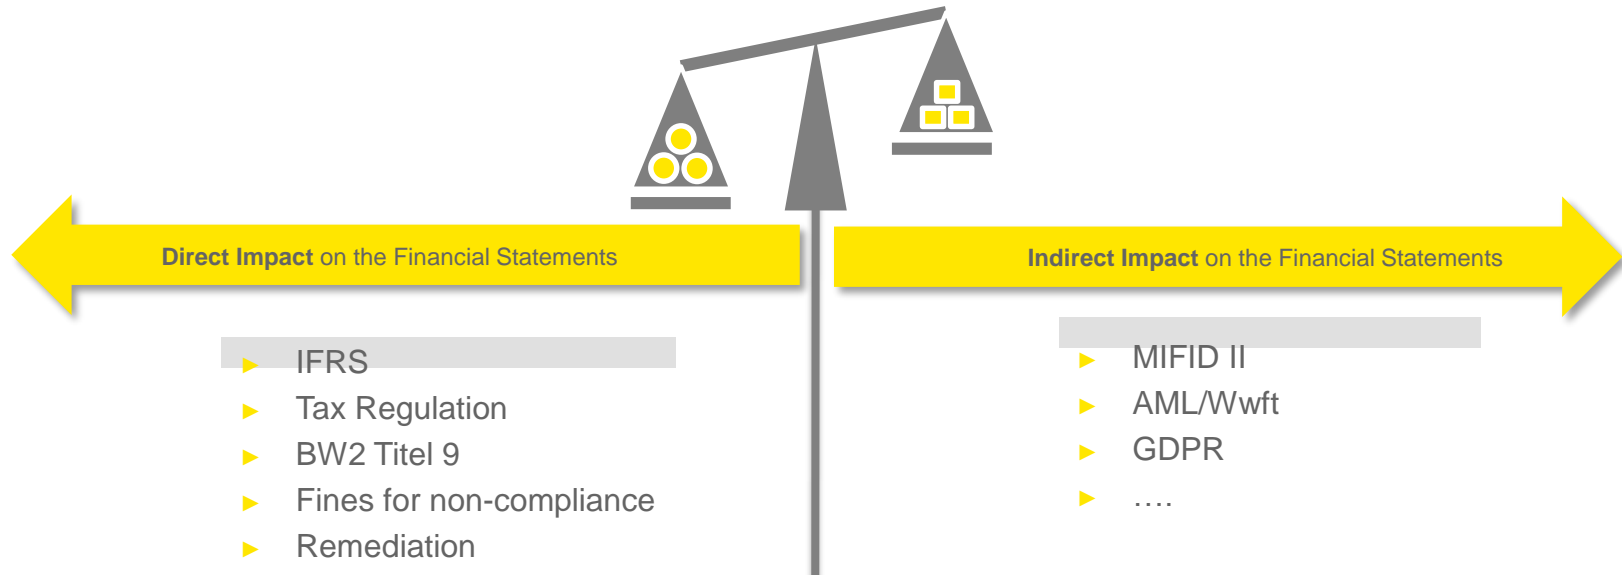 Direct Impact on the Financial Statements
Indirect Impact on the Financial Statements
► IFRS
► Tax Regulation
► BW2 Titel 9
► Fines for non-compliance
► Remediation
► MIFID II
► AML/Wwft
► GDPR
► ….